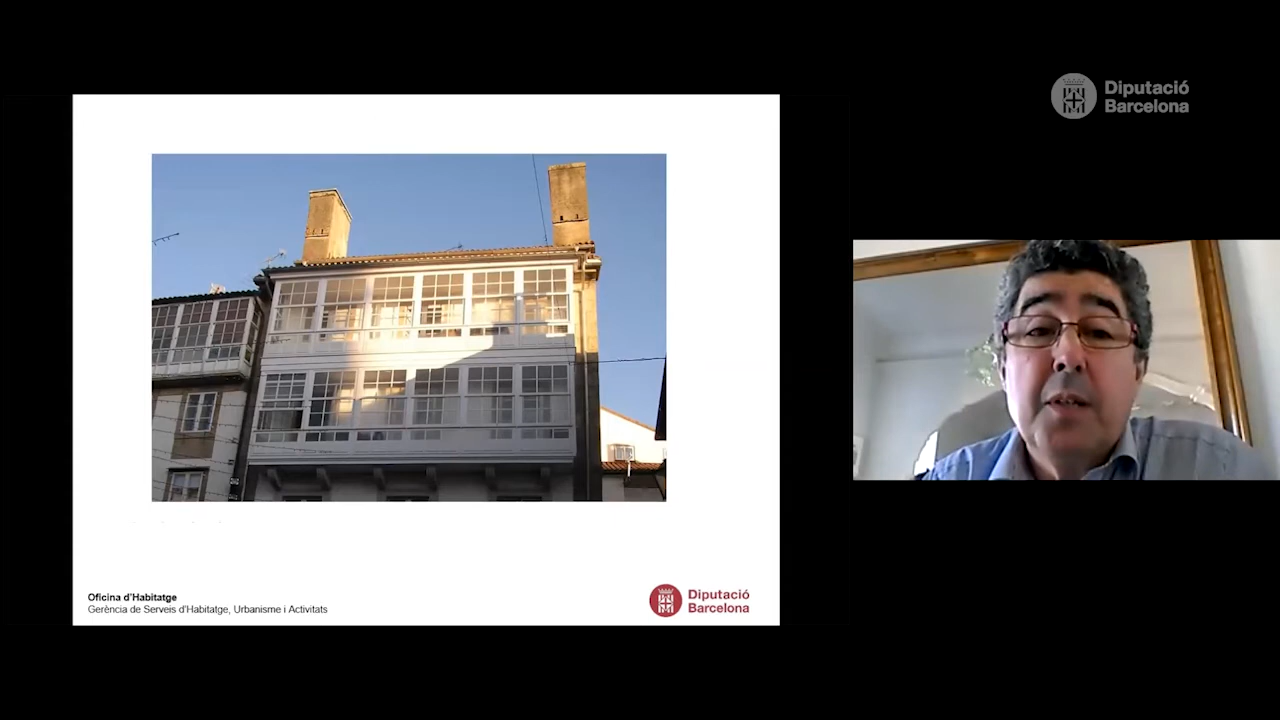 Diputació
Barcelona
Oficina d'Habitatge
Gerència de Serveis d'Habitatge, Urbanisme i Activitats
Diputació
Barcelona